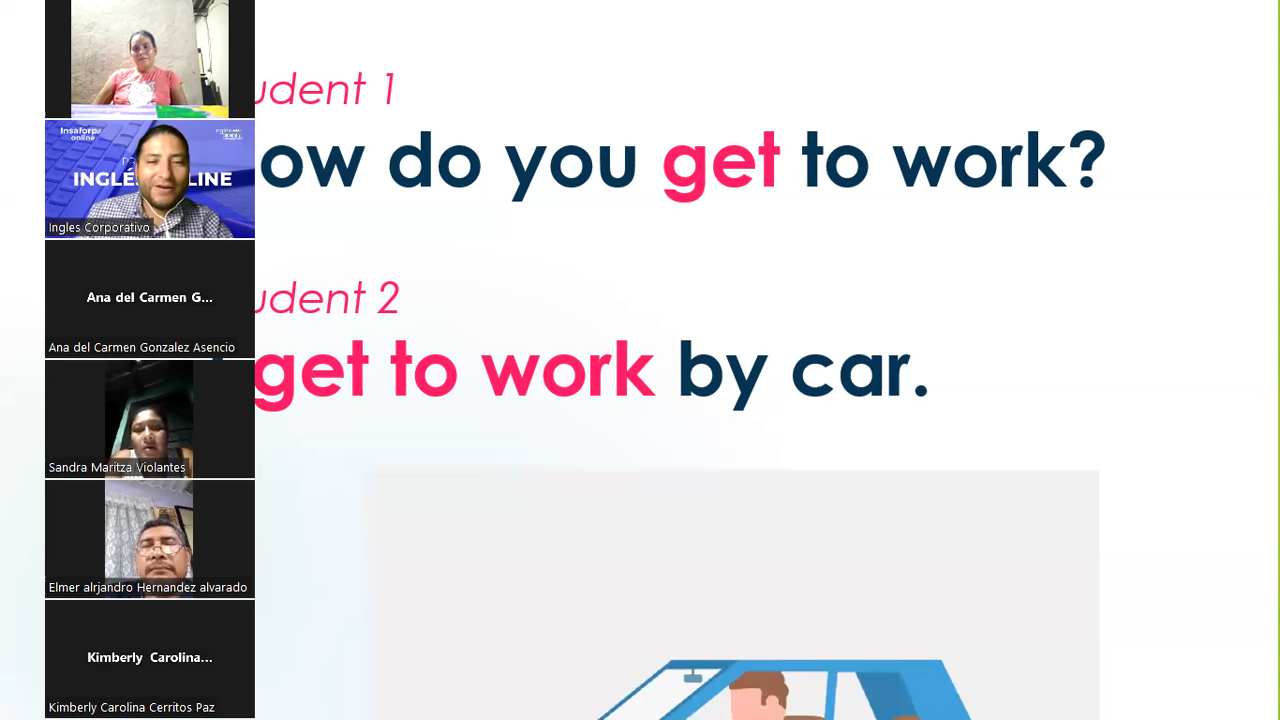 udent 1
ow do you get to work?
udent 2
get to work by car.
Insaforp
online
INGLÉS
LINE
Ingles Corporativo
Ana del Carmen G...
Ana del Carmen Gonzalez Asencio
Sandra Maritza Violantes
Elmer alrjandro Hernandez alvarado
Kimberly Carolina...
Kimberly Carolina Cerritos Paz